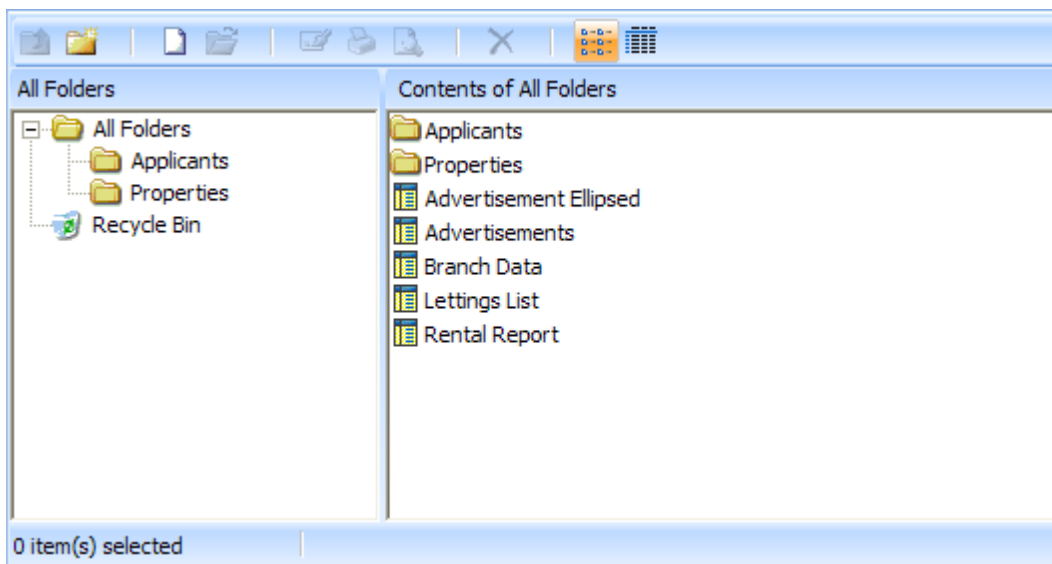 All Folders
Contents of All Folders
All Folders
Applicants
Properties
Recycle Bin
Applicants
Properties
Advertisement Ellipsed
Advertisements
Branch Data
Lettings List
Rental Report
0 item(s) selected